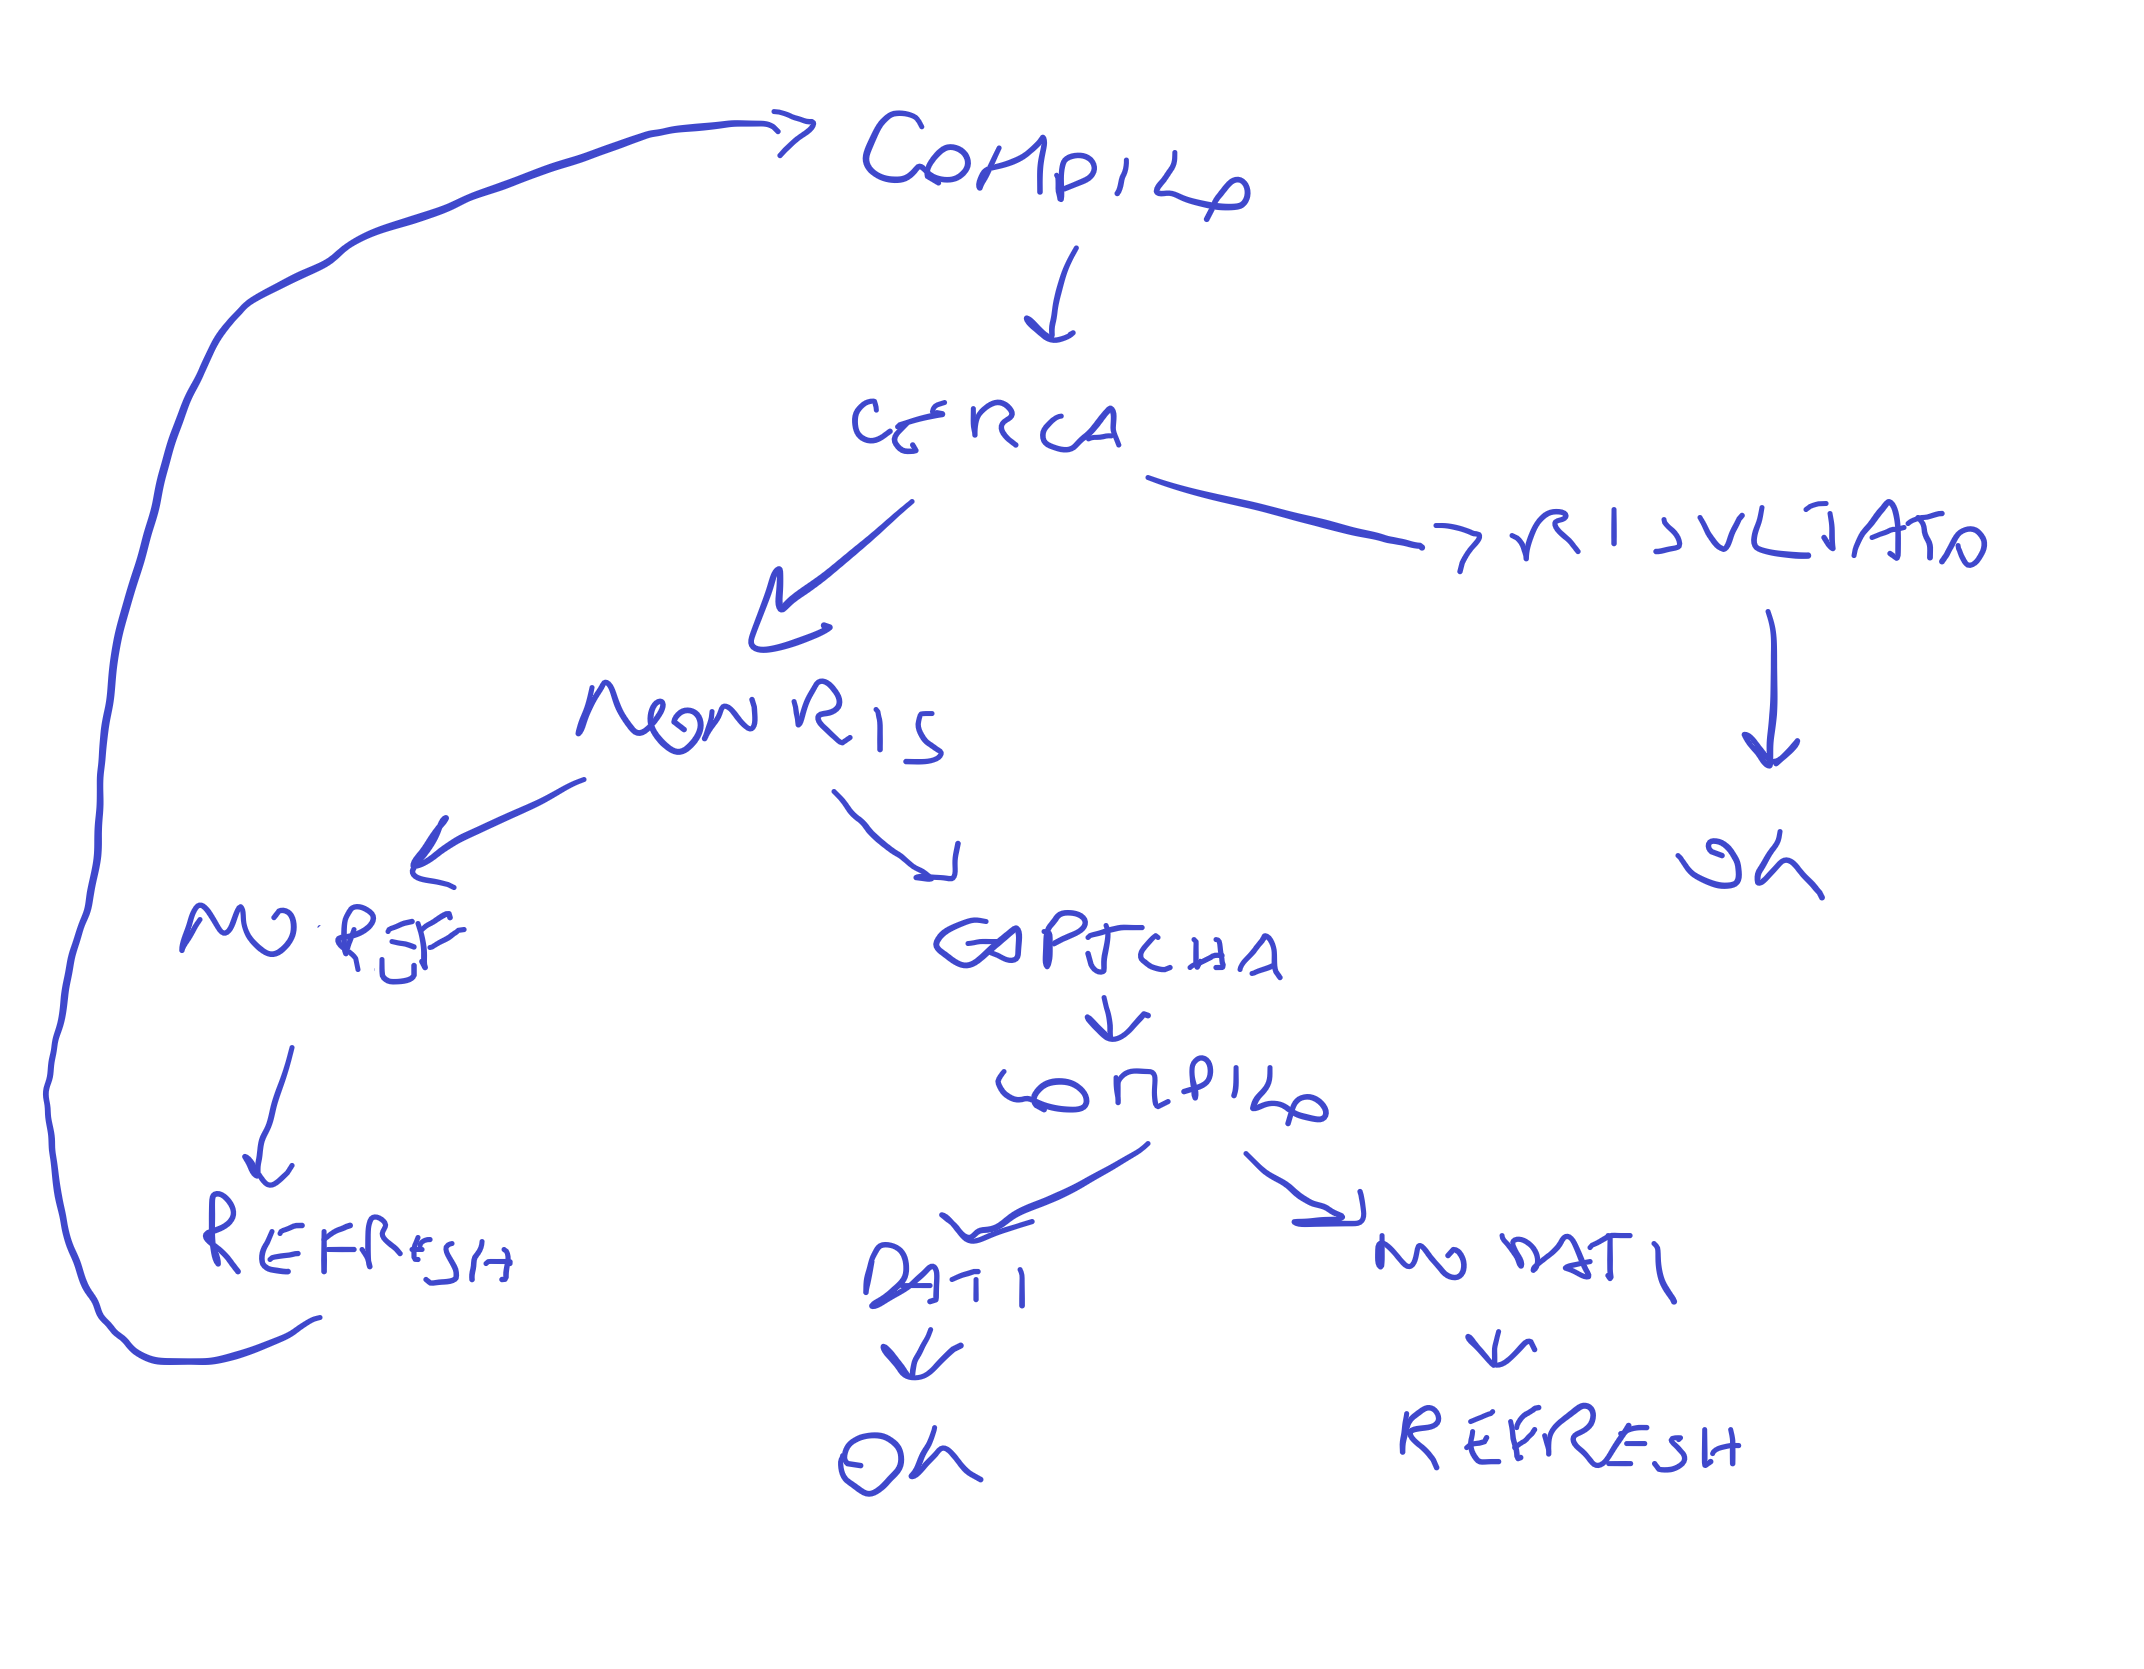 COMPILO
CERCA
RISULTATO
NON RIS
OK
NO REF
CAPTCHA
COMPILO
REFRESH
DATI
NO DATI
OK
REFRESH